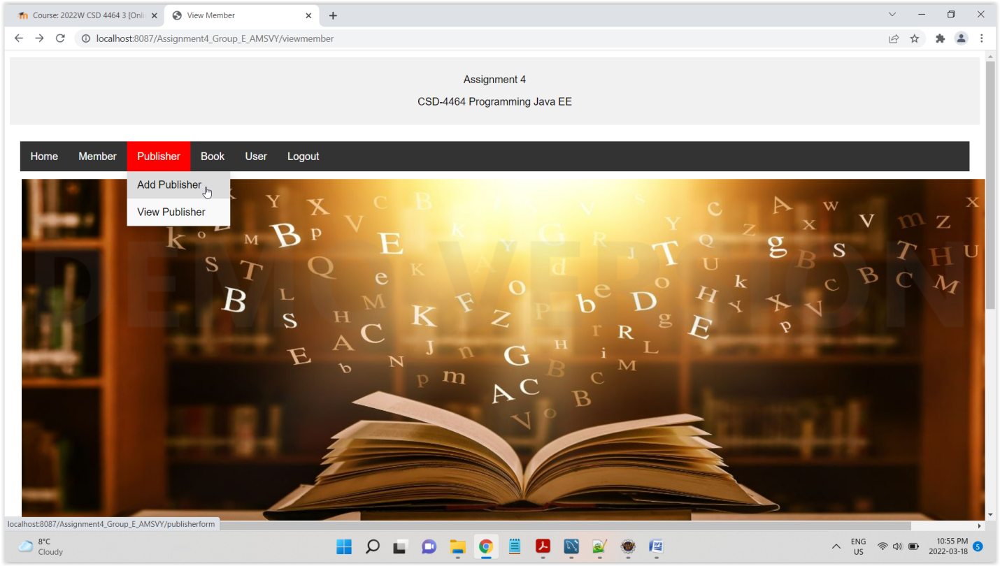 Course: 2022W CSD 4464 3 [Onli
View Member
localhost:8087/Assignment4_Group_E_AMSVY/viewmember
Assignment 4
CSD-4464 Programming Java EE
Home Member Publisher Book User Logout
Add Publisher
View Publisher
DEMO VERSION
localhost:8087/Assignment4_Group_E_AMSVY/publisherform
8°C
Cloudy
ENG
US
10:55 PM
2022-03-18
5